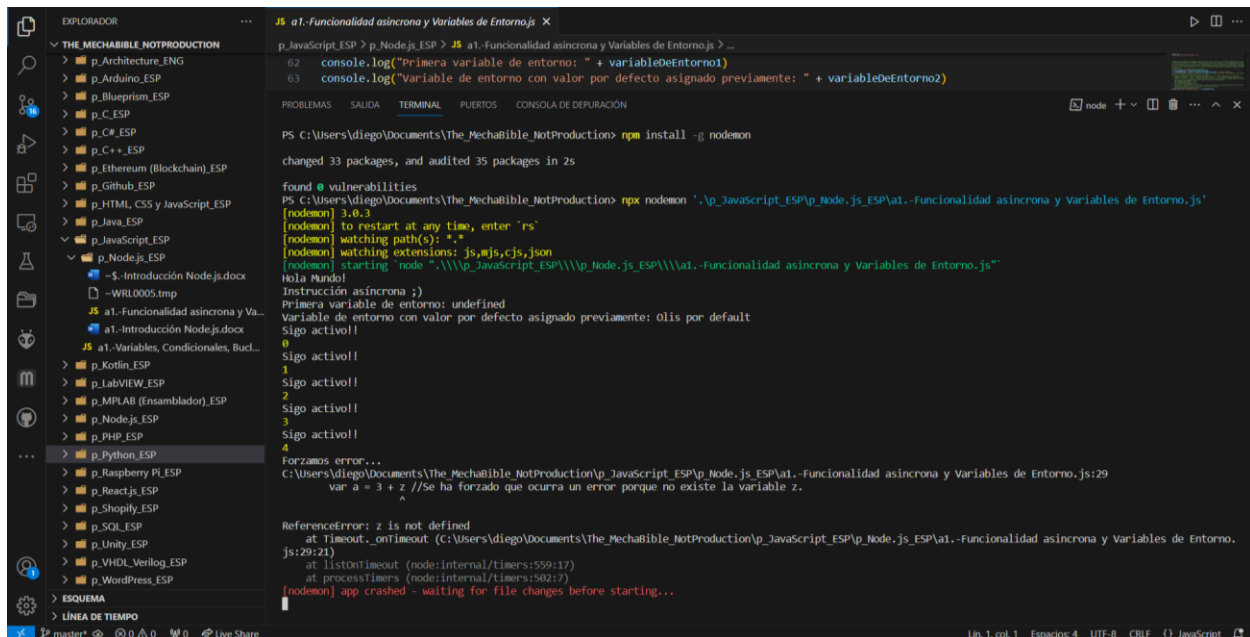 EXPLORADOR
THE_MECHABIBLE_NOTPRODUCTION
p_Architecture_ENG
p_Arduino_ESP
p_Blueprism_ESP
p_C_ESP
p_C#_ESP
p_C++_ESP
p_Ethereum (Blockchain)_ESP
p_Github_ESP
p_HTML, CSS y JavaScript_ESP
p_Java_ESP
p_JavaScript_ESP
p_Node.js_ESP
~$.-Introducción Node.js.docx
~WRL0005.tmp
JS a1.-Funcionalidad asincrona y Va...
a1.-Introducción Node.js.docx
JS a1.-Variables, Condicionales, Bucl...
p_Kotlin_ESP
p_LabVIEW_ESP
p_MPLAB (Ensamblador)_ESP
p_Node.js_ESP
p_PHP_ESP
p_Python_ESP
p_Raspberry Pi_ESP
p_React.js_ESP
p_Shopify_ESP
p_SQL_ESP
p_Unity_ESP
p_VHDL_Verilog_ESP
p_WordPress_ESP
ESQUEMA
LÍNEA DE TIEMPO
16
1
JS a1.-Funcionalidad asincrona y Variables de Entorno.js
p_JavaScript_ESP > p_Node.js_ESP > JS a1.-Funcionalidad asincrona y Variables de Entorno.js > ...
62 console.log("Primera variable de entorno: " + variableDeEntorno1)
63 console.log("Variable de entorno con valor por defecto asignado previamente: " + variableDeEntorno2)
PROBLEMAS SALIDA TERMINAL PUERTOS CONSOLA DE DEPURACIÓN node
PS C:\Users\diego\Documents\The_MechaBible_NotProduction> npm install -g nodemon
changed 33 packages, and audited 35 packages in 2s
found 0 vulnerabilities
PS C:\Users\diego\Documents\The_MechaBible_NotProduction> npx nodemon '.\p_JavaScript_ESP\p_Node.js_ESP\a1.-Funcionalidad asincrona y Variables de Entorno.js'
[nodemon] 3.0.3
[nodemon] to restart at any time, enter `rs`
[nodemon] watching path(s): *.*
[nodemon] watching extensions: js,mjs,cjs,json
[nodemon] starting `node ".\\\\p_JavaScript_ESP\\\\p_Node.js_ESP\\\\a1.-Funcionalidad asincrona y Variables de Entorno.js"`
Hola Mundo!
Instrucción asíncrona ;)
Primera variable de entorno: undefined
Variable de entorno con valor por defecto asignado previamente: Olis por default
Sigo activo!!
0
Sigo activo!!
1
Sigo activo!!
2
Sigo activo!!
3
Sigo activo!!
4
Forzamos error...
C:\Users\diego\Documents\The_MechaBible_NotProduction\p_JavaScript_ESP\p_Node.js_ESP\a1.-Funcionalidad asincrona y Variables de Entorno.js:29
var a = 3 + z //Se ha forzado que ocurra un error porque no existe la variable z.
^
ReferenceError: z is not defined
at Timeout._onTimeout (C:\Users\diego\Documents\The_MechaBible_NotProduction\p_JavaScript_ESP\p_Node.js_ESP\a1.-Funcionalidad asincrona y Variables de Entorno.
js:29:21)
at listOnTimeout (node:internal/timers:559:17)
at processTimers (node:internal/timers:502:7)
[nodemon] app crashed - waiting for file changes before starting...
master* 0 0 0 Live Share Lín. 1, col. 1 Espacios: 4 UTF-8 CRLF {} JavaScript